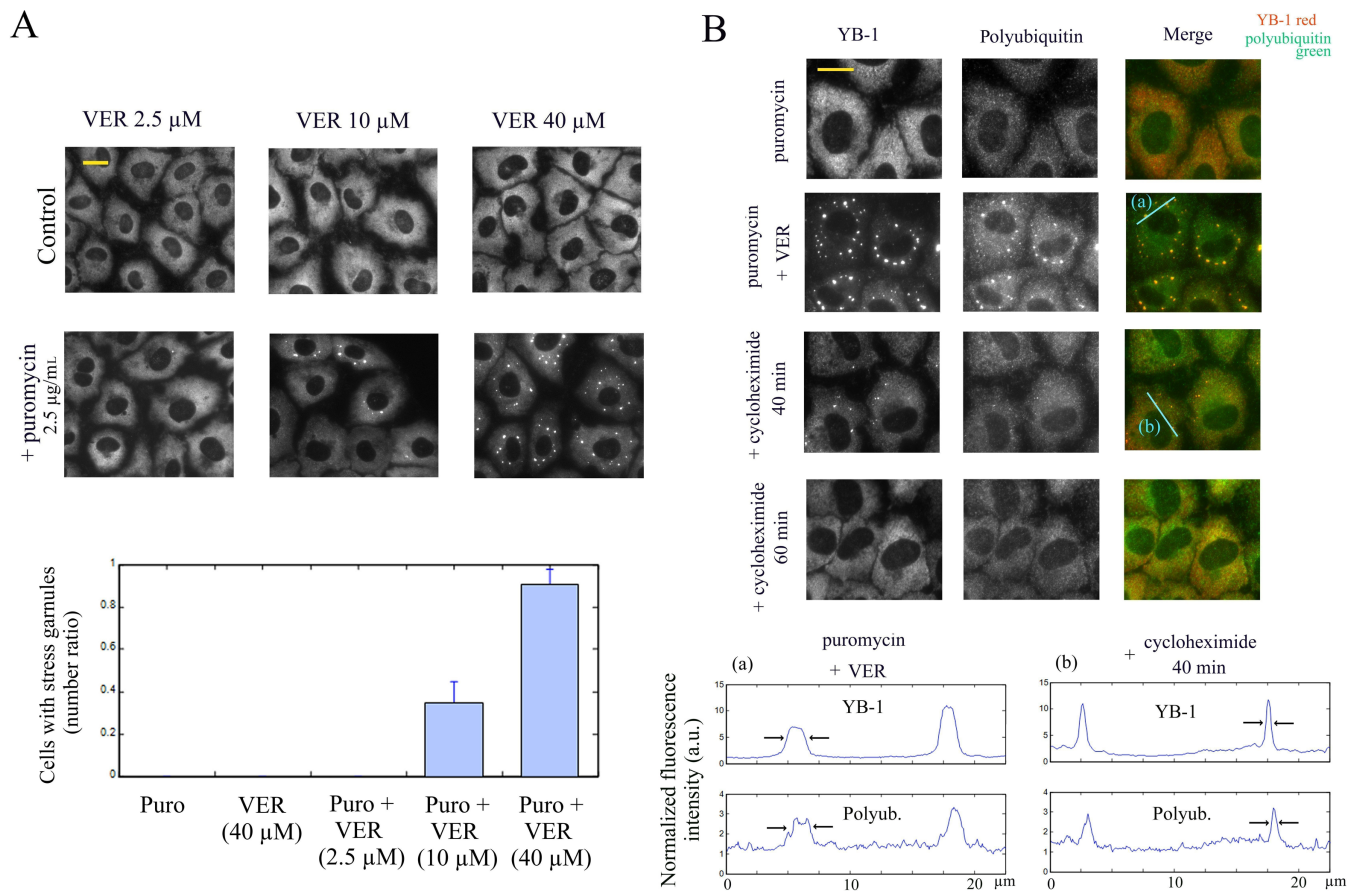 A
VER 2.5 µM
VER 10 µM
VER 40 µM
Control
+ puromycin
2.5 µg/mL
Cells with stress garnules
(number ratio)
1
0.8
0.6
0.4
0.2
0
Puro
VER
(40 µM)
Puro +
VER
(2.5 µM)
Puro +
VER
(10 µM)
Puro +
VER
(40 µM)
B
YB-1
Polyubiquitin
Merge
YB-1 red
polyubiquitin
green
puromycin
puromycin
+ VER
(a)
+ cycloheximide
40 min
(b)
+ cycloheximide
60 min
Normalized fluorescence
intensity (a.u.)
(a)
puromycin
+ VER
15
10
5
0
YB-1
4
3
2
1
0
Polyub.
0
10
20
µm
(b)
+ cycloheximide
40 min
15
10
5
0
YB-1
4
3
2
1
0
Polyub.
0
10
20
µm